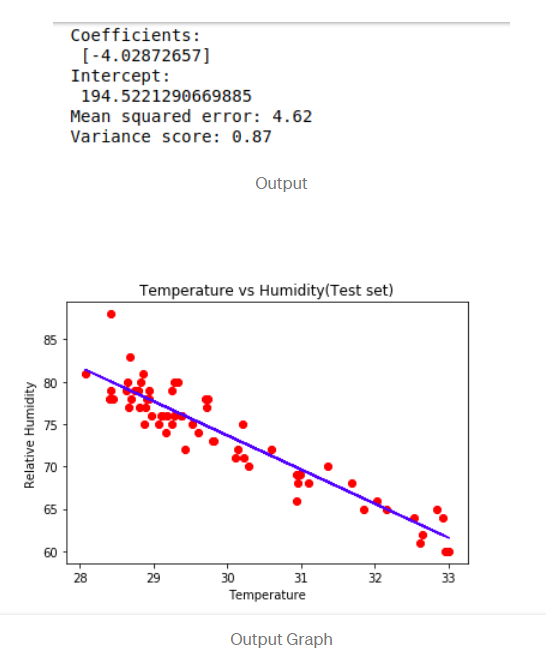 Coefficients:
[-4.02872657]
Intercept:
194.5221290669885
Mean squared error: 4.62
Variance score: 0.87
Output
Temperature vs Humidity(Test set)
Relative Humidity
85
80
75
70
65
60
28 29 30 31 32 33
Temperature
Output Graph